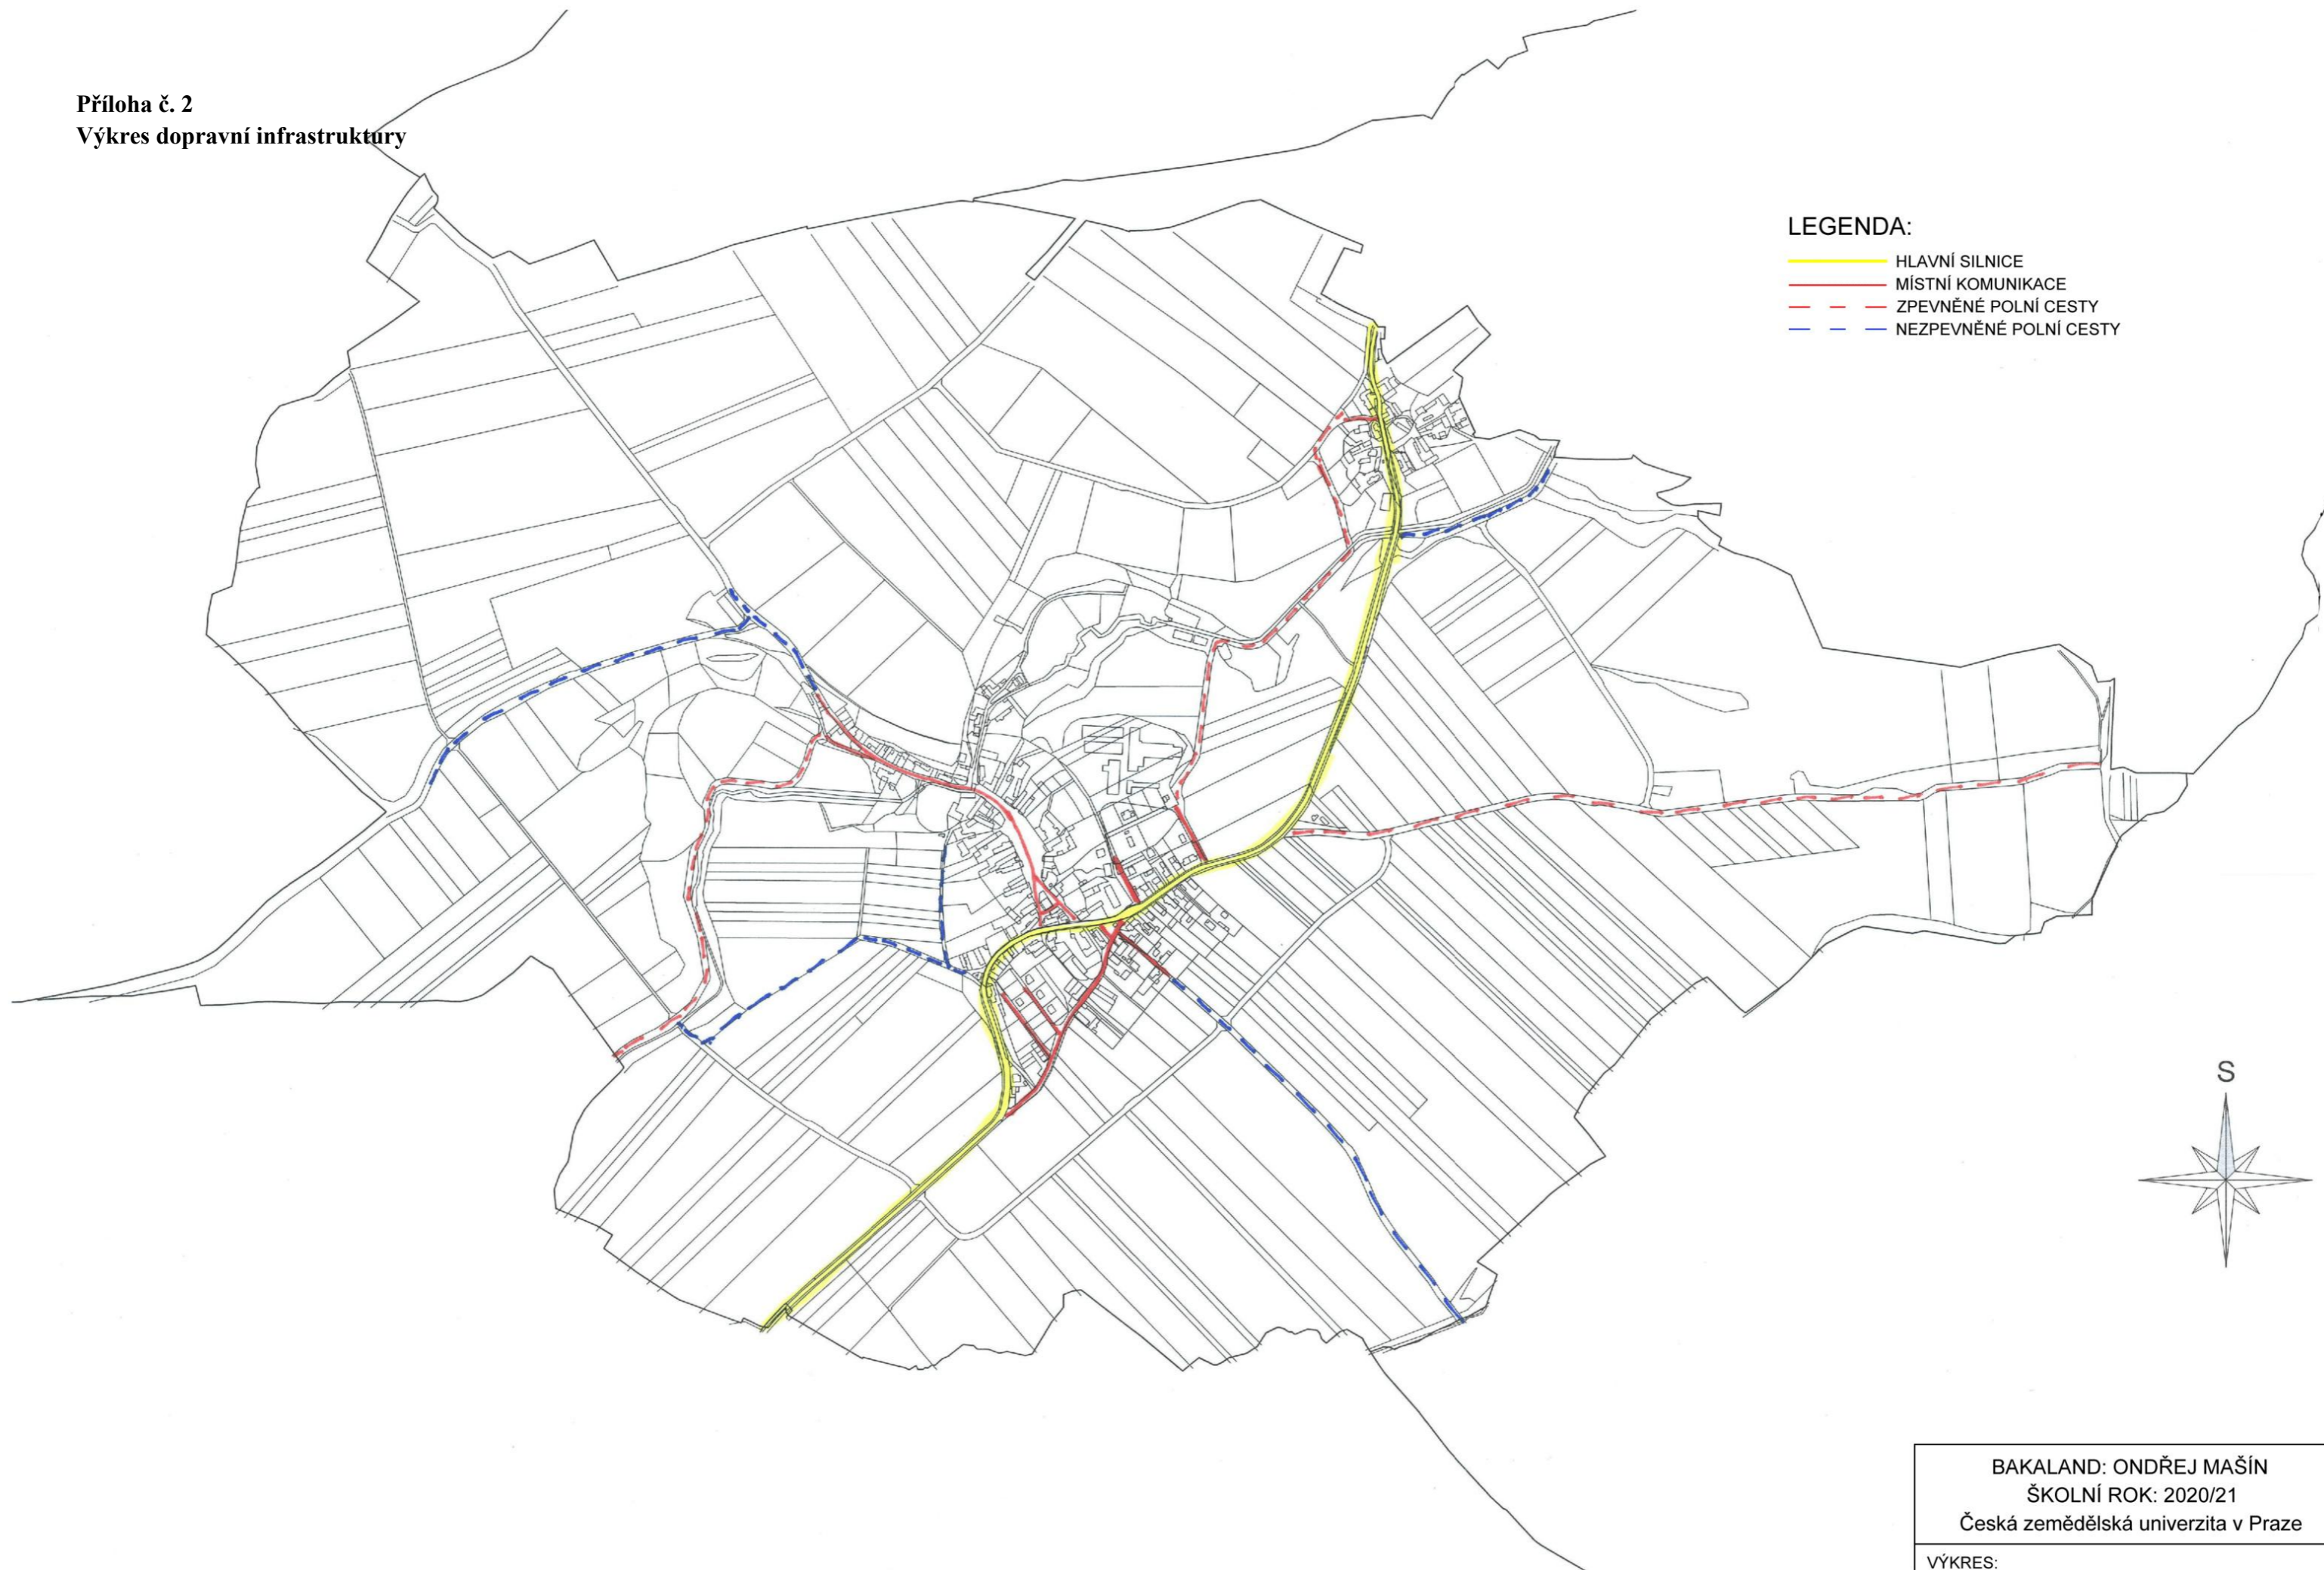 Příloha č. 2
Výkres dopravní infrastruktury
LEGENDA:
HLAVNÍ SILNICE
MÍSTNÍ KOMUNIKACE
ZPEVNĚNÉ POLNÍ CESTY
NEZPEVNĚNÉ POLNÍ CESTY
S
BAKALAND: ONDŘEJ MAŠÍN
ŠKOLNÍ ROK: 2020/21
Česká zemědělská univerzita v Praze
VÝKRES: